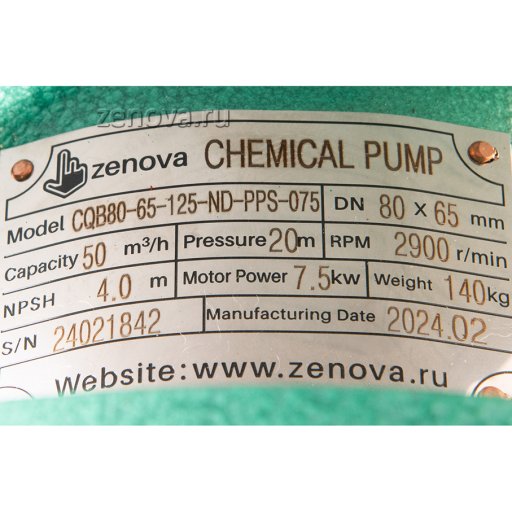 zenova.ru
zenova CHEMICAL PUMP
Model CQB80-65-125-ND-PPS-075 DN 80 x 65 mm
Capacity 50 m³/h Pressure 20m RPM 2900 r/min
NPSH 4.0 m Motor Power 7.5kw Weight 140kg
S/N 24021842 Manufacturing Date 2024.02
Website:www.zenova.ru